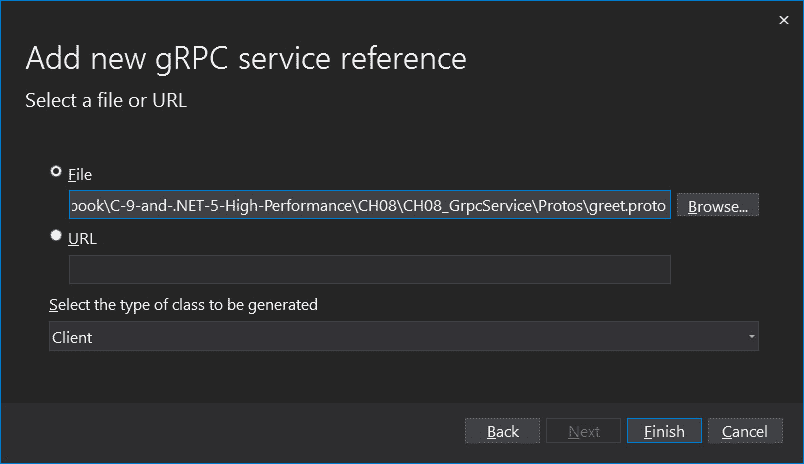 Add new gRPC service reference
Select a file or URL
File
\C-9-and-.NET-5-High-Performance\CH08\CH08_GrpcService\Protos\greet.proto
Browse...
URL
Select the type of class to be generated
Client
Back
Next
Finish
Cancel